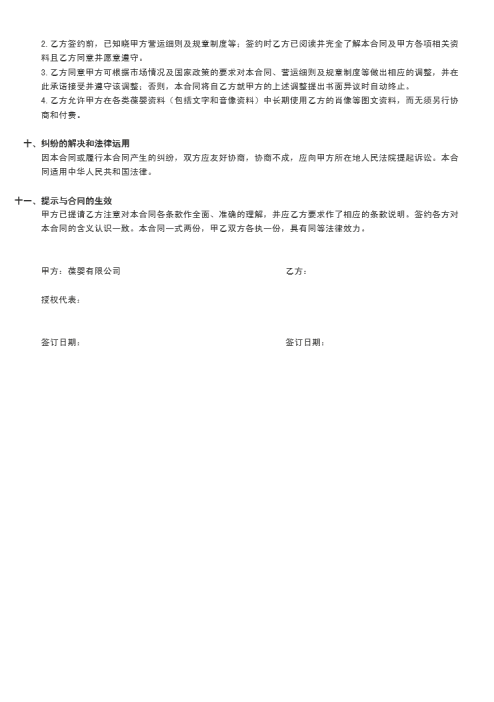 2.乙方签约前，已知晓甲方营运细则及规章制度等；签约时乙方已阅读并完全了解本合同及甲方各项相关资
料且乙方同意并愿意遵守。
3.乙方同意甲方可根据市场情况及国家政策的要求对本合同、营运细则及规章制度等做出相应的调整，并在
此承诺接受并遵守该调整；否则，本合同将自乙方就甲方的上述调整提出书面异议时自动终止。
4.乙方允许甲方在各类葆婴资料（包括文字和音像资料）中长期使用乙方的肖像等图文资料，而无须另行协
商和付费。
十、纠纷的解决和法律运用
因本合同或履行本合同产生的纠纷，双方应友好协商，协商不成，应向甲方所在地人民法院提起诉讼。本合
同适用中华人民共和国法律。
十一、提示与合同的生效
甲方已提请乙方注意对本合同各条款作全面、准确的理解，并应乙方要求作了相应的条款说明。签约各方对
本合同的含义认识一致。本合同一式两份，甲乙双方各执一份，具有同等法律效力。
甲方：葆婴有限公司 乙方：
授权代表：
签订日期： 签订日期：